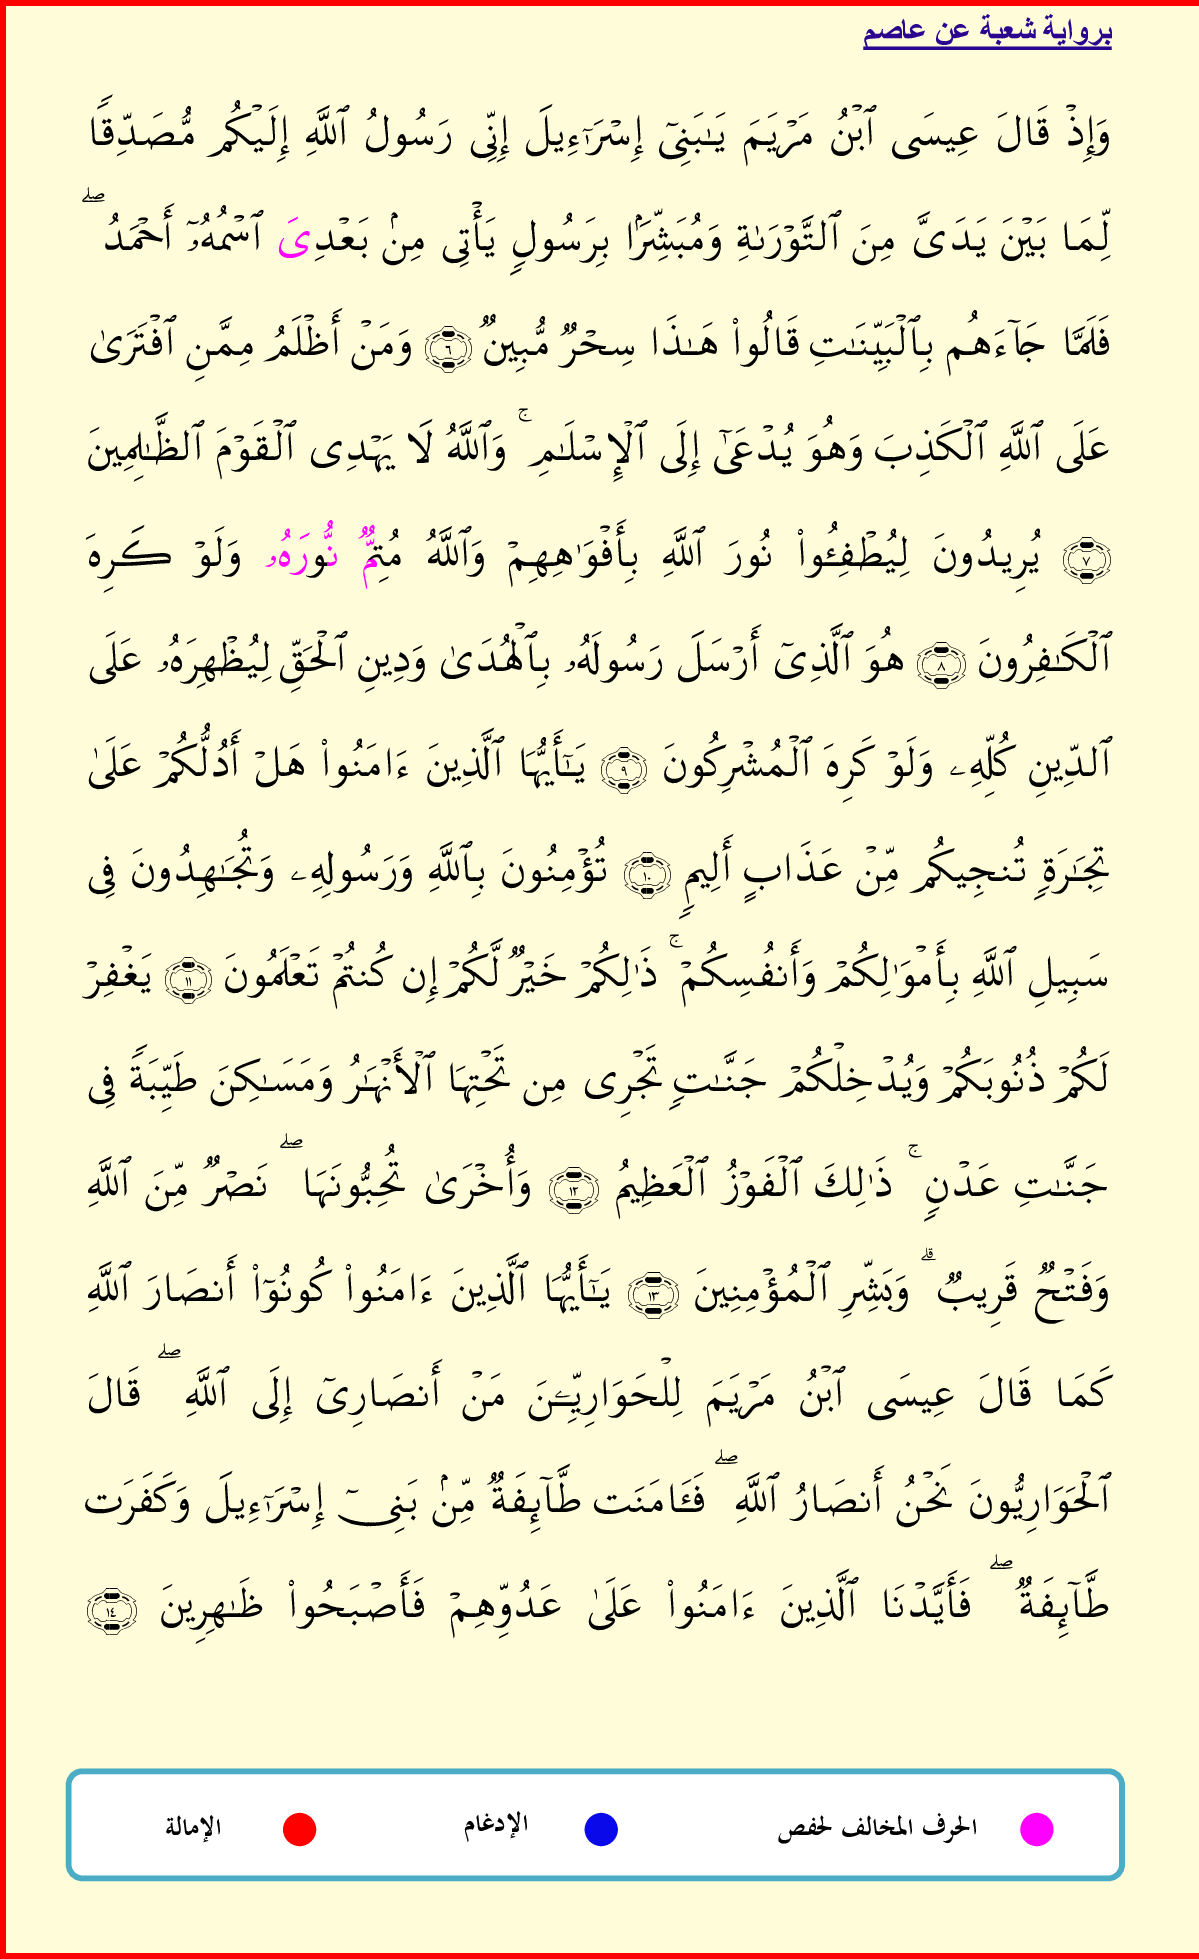 برواية شعبة عن عاصم
وَإِذۡ قَالَ عِيسَى ٱبۡنُ مَرۡيَمَ يَٰبَنِيٓ إِسۡرَٰٓءِيلَ إِنِّي رَسُولُ ٱللَّهِ إِلَيۡكُم مُّصَدِّقٗا
لِّمَا بَيۡنَ يَدَيَّ مِنَ ٱلتَّوۡرَىٰةِ وَمُبَشِّرَۢا بِرَسُولٖ يَأۡتِي مِنۢ بَعۡدِيَ ٱسۡمُهُۥٓ أَحۡمَدُۖ
فَلَمَّا جَآءَهُم بِٱلۡبَيِّنَٰتِ قَالُواْ هَٰذَا سِحۡرٞ مُّبِينٞ ٦ وَمَنۡ أَظۡلَمُ مِمَّنِ ٱفۡتَرَىٰ
عَلَى ٱللَّهِ ٱلۡكَذِبَ وَهُوَ يُدۡعَىٰٓ إِلَى ٱلۡإِسۡلَٰمِۚ وَٱللَّهُ لَا يَهۡدِي ٱلۡقَوۡمَ ٱلظَّٰلِمِينَ
٧ يُرِيدُونَ لِيُطۡفِـُٔواْ نُورَ ٱللَّهِ بِأَفۡوَٰهِهِمۡ وَٱللَّهُ مُتِمّٞ نُّورَهُۥ وَلَوۡ كَرِهَ
ٱلۡكَٰفِرُونَ ٨ هُوَ ٱلَّذِيٓ أَرۡسَلَ رَسُولَهُۥ بِٱلۡهُدَىٰ وَدِينِ ٱلۡحَقِّ لِيُظۡهِرَهُۥ عَلَى
ٱلدِّينِ كُلِّهِۦ وَلَوۡ كَرِهَ ٱلۡمُشۡرِكُونَ ٩ يَٰٓأَيُّهَا ٱلَّذِينَ ءَامَنُواْ هَلۡ أَدُلُّكُمۡ عَلَىٰ
تِجَٰرَةٖ تُنجِيكُم مِّنۡ عَذَابٍ أَلِيمٖ ١٠ تُؤۡمِنُونَ بِٱللَّهِ وَرَسُولِهِۦ وَتُجَٰهِدُونَ فِي
سَبِيلِ ٱللَّهِ بِأَمۡوَٰلِكُمۡ وَأَنفُسِكُمۡۚ ذَٰلِكُمۡ خَيۡرٞ لَّكُمۡ إِن كُنتُمۡ تَعۡلَمُونَ ١١ يَغۡفِرۡ
لَكُمۡ ذُنُوبَكُمۡ وَيُدۡخِلۡكُمۡ جَنَّٰتٖ تَجۡرِي مِن تَحۡتِهَا ٱلۡأَنۡهَٰرُ وَمَسَٰكِنَ طَيِّبَةٗ فِي
جَنَّٰتِ عَدۡنٖۚ ذَٰلِكَ ٱلۡفَوۡزُ ٱلۡعَظِيمُ ١٢ وَأُخۡرَىٰ تُحِبُّونَهَاۖ نَصۡرٞ مِّنَ ٱللَّهِ
وَفَتۡحٞ قَرِيبٞۗ وَبَشِّرِ ٱلۡمُؤۡمِنِينَ ١٣ يَٰٓأَيُّهَا ٱلَّذِينَ ءَامَنُواْ كُونُوٓاْ أَنصَارَ ٱللَّهِ
كَمَا قَالَ عِيسَى ٱبۡنُ مَرۡيَمَ لِلۡحَوَارِيِّـۧنَ مَنۡ أَنصَارِيٓ إِلَى ٱللَّهِۖ قَالَ
ٱلۡحَوَارِيُّونَ نَحۡنُ أَنصَارُ ٱللَّهِۖ فَـَٔامَنَت طَّآئِفَةٞ مِّنۢ بَنِيٓ إِسۡرَٰٓءِيلَ وَكَفَرَت
طَّآئِفَةٞۖ فَأَيَّدۡنَا ٱلَّذِينَ ءَامَنُواْ عَلَىٰ عَدُوِّهِمۡ فَأَصۡبَحُواْ ظَٰهِرِينَ ١٤
الحرف المخالف لحفص الإدغام الإمالة